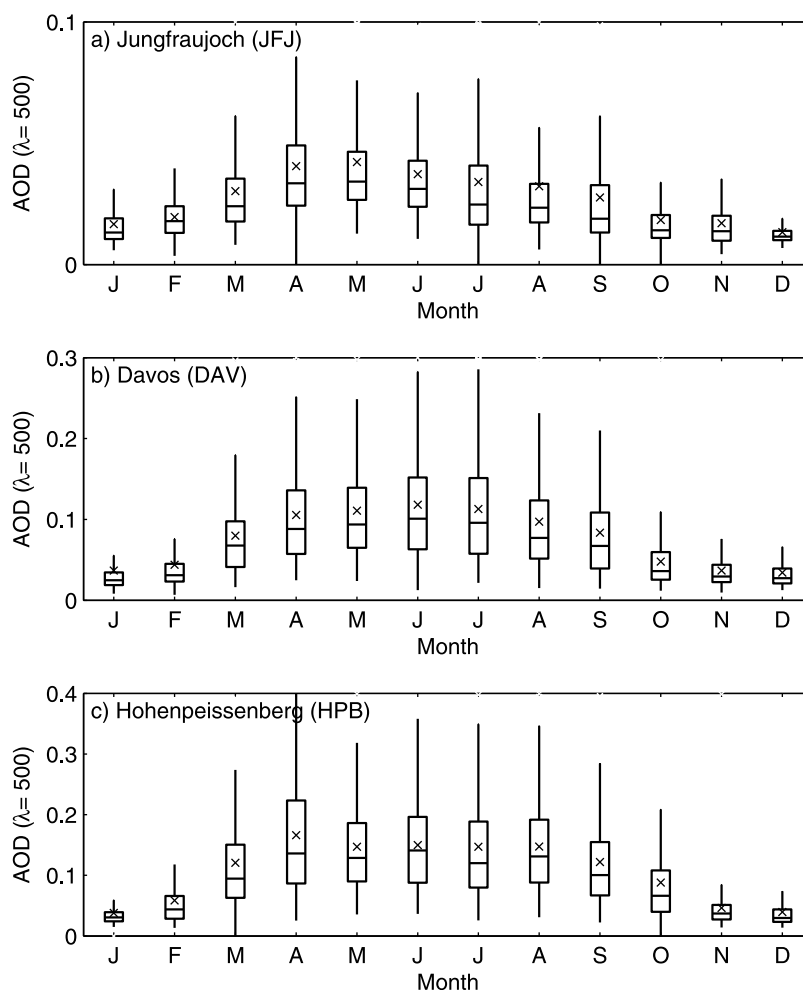 0.1
a) Jungfraujoch (JFJ)
AOD (λ= 500)
0
J F M A M J J A S O N D
Month
0.3
b) Davos (DAV)
0.2
AOD (λ= 500)
0.1
0
J F M A M J J A S O N D
Month
0.4
c) Hohenpeissenberg (HPB)
0.3
AOD (λ= 500)
0.2
0.1
0
J F M A M J J A S O N D
Month